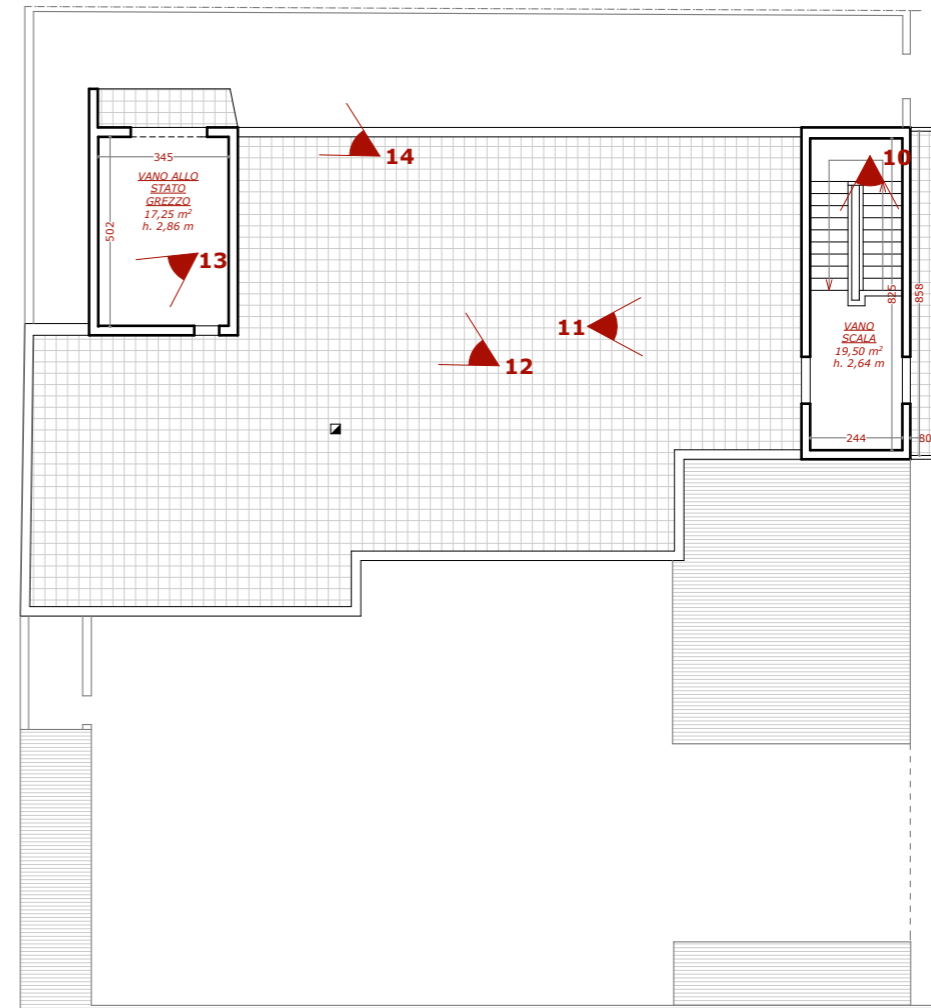 14
10
345
VANO ALLO
STATO
GREZZO
17,25 m²
h. 2,86 m
502
13
11
12
825
858
VANO
SCALA
19,50 m²
h. 2,64 m
244
80